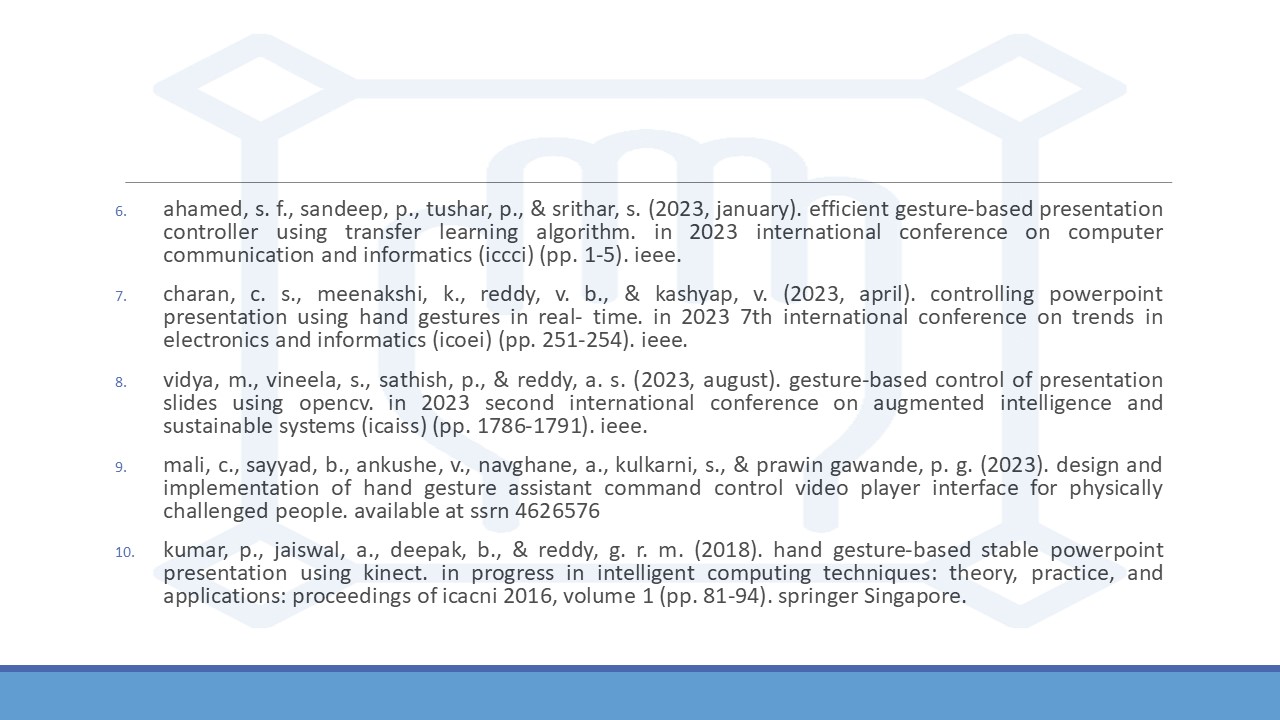 6. ahamed, s. f., sandeep, p., tushar, p., & srithar, s. (2023, january). efficient gesture-based presentation
controller using transfer learning algorithm. in 2023 international conference on computer
communication and informatics (iccci) (pp. 1-5). ieee.
7. charan, c. s., meenakshi, k., reddy, v. b., & kashyap, v. (2023, april). controlling powerpoint
presentation using hand gestures in real- time. in 2023 7th international conference on trends in
electronics and informatics (icoei) (pp. 251-254). ieee.
8. vidya, m., vineela, s., sathish, p., & reddy, a. s. (2023, august). gesture-based control of presentation
slides using opencv. in 2023 second international conference on augmented intelligence and
sustainable systems (icaiss) (pp. 1786-1791). ieee.
9. mali, c., sayyad, b., ankushe, v., navghane, a., kulkarni, s., & prawin gawande, p. g. (2023). design and
implementation of hand gesture assistant command control video player interface for physically
challenged people. available at ssrn 4626576
10. kumar, p., jaiswal, a., deepak, b., & reddy, g. r. m. (2018). hand gesture-based stable powerpoint
presentation using kinect. in progress in intelligent computing techniques: theory, practice, and
applications: proceedings of icacni 2016, volume 1 (pp. 81-94). springer Singapore.